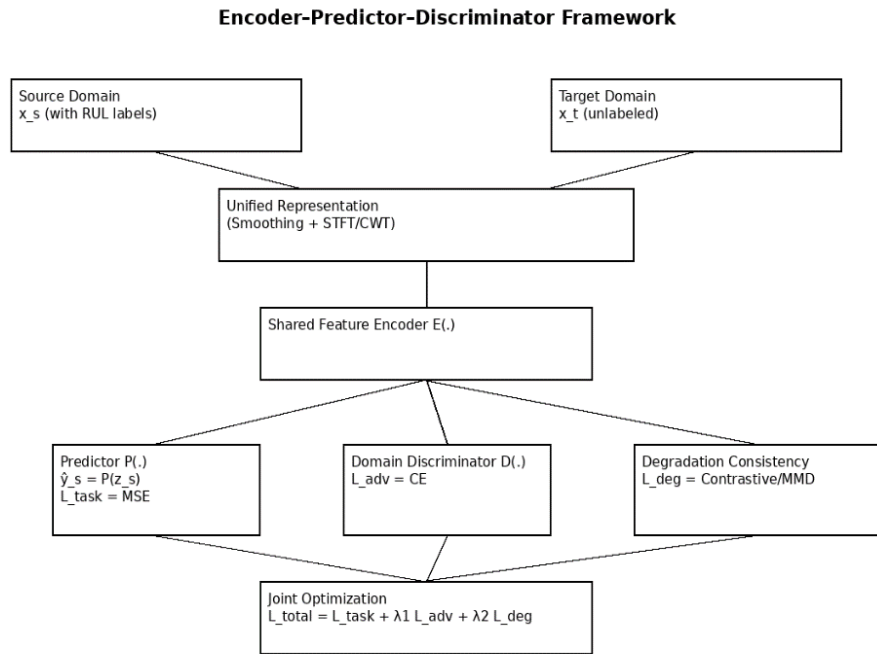 Encoder–Predictor–Discriminator Framework
Source Domain
x_s (with RUL labels)
Target Domain
x_t (unlabeled)
Unified Representation
(Smoothing + STFT/CWT)
Shared Feature Encoder E(.)
Predictor P(.)
ŷ_s = P(z_s)
L_task = MSE
Domain Discriminator D(.)
L_adv = CE
Degradation Consistency
L_deg = Contrastive/MMD
Joint Optimization
L_total = L_task + λ1 L_adv + λ2 L_deg